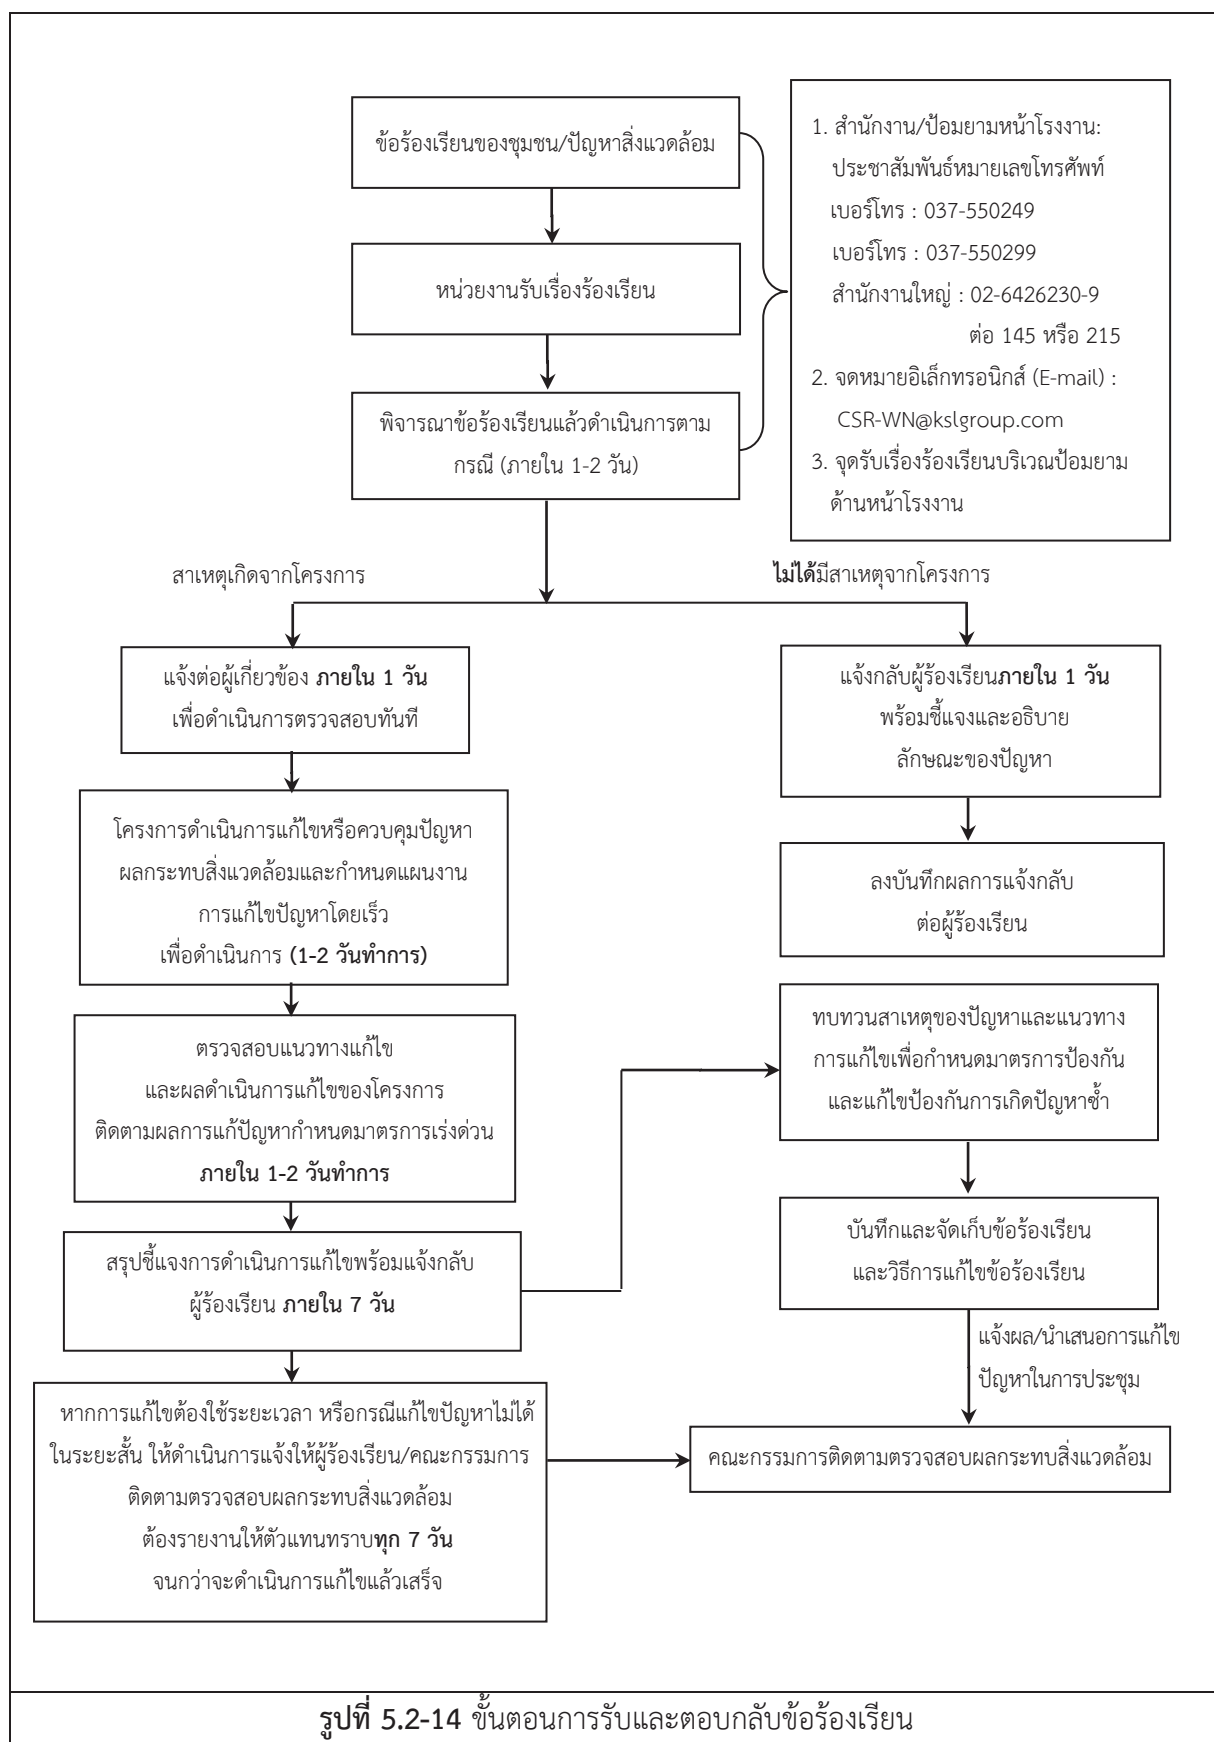 ข้อร้องเรียนของชุมชน/ปัญหาสิ่งแวดล้อม
หน่วยงานรับเรื่องร้องเรียน
พิจารณาข้อร้องเรียนแล้วดำเนินการตาม
กรณี (ภายใน 1-2 วัน)
1. สำนักงาน/ป้อมยามหน้าโรงงาน:
ประชาสัมพันธ์หมายเลขโทรศัพท์
เบอร์โทร : 037-550249
เบอร์โทร : 037-550299
สำนักงานใหญ่ : 02-6426230-9
ต่อ 145 หรือ 215
2. จดหมายอิเล็กทรอนิกส์ (E-mail) :
CSR-WN@kslgroup.com
3. จุดรับเรื่องร้องเรียนบริเวณป้อมยาม
ด้านหน้าโรงงาน
สาเหตุเกิดจากโครงการ
ไม่ได้มีสาเหตุจากโครงการ
แจ้งต่อผู้เกี่ยวข้อง ภายใน 1 วัน
เพื่อดำเนินการตรวจสอบทันที
โครงการดำเนินการแก้ไขหรือควบคุมปัญหา
ผลกระทบสิ่งแวดล้อมและกำหนดแผนงาน
การแก้ไขปัญหาโดยเร็ว
เพื่อดำเนินการ (1-2 วันทำการ)
ตรวจสอบแนวทางแก้ไข
และผลดำเนินการแก้ไขของโครงการ
ติดตามผลการแก้ปัญหากำหนดมาตรการเร่งด่วน
ภายใน 1-2 วันทำการ
สรุปชี้แจงการดำเนินการแก้ไขพร้อมแจ้งกลับ
ผู้ร้องเรียน ภายใน 7 วัน
หากการแก้ไขต้องใช้ระยะเวลา หรือกรณีแก้ไขปัญหาไม่ได้
ในระยะสั้น ให้ดำเนินการแจ้งให้ผู้ร้องเรียน/คณะกรรมการ
ติดตามตรวจสอบผลกระทบสิ่งแวดล้อม
ต้องรายงานให้ตัวแทนทราบทุก 7 วัน
จนกว่าจะดำเนินการแก้ไขแล้วเสร็จ
แจ้งกลับผู้ร้องเรียนภายใน 1 วัน
พร้อมชี้แจงและอธิบาย
ลักษณะของปัญหา
ลงบันทึกผลการแจ้งกลับ
ต่อผู้ร้องเรียน
ทบทวนสาเหตุของปัญหาและแนวทาง
การแก้ไขเพื่อกำหนดมาตรการป้องกัน
และแก้ไขป้องกันการเกิดปัญหาซ้ำ
บันทึกและจัดเก็บข้อร้องเรียน
และวิธีการแก้ไขข้อร้องเรียน
แจ้งผล/นำเสนอการแก้ไข
ปัญหาในการประชุม
คณะกรรมการติดตามตรวจสอบผลกระทบสิ่งแวดล้อม
รูปที่ 5.2-14 ขั้นตอนการรับและตอบกลับข้อร้องเรียน